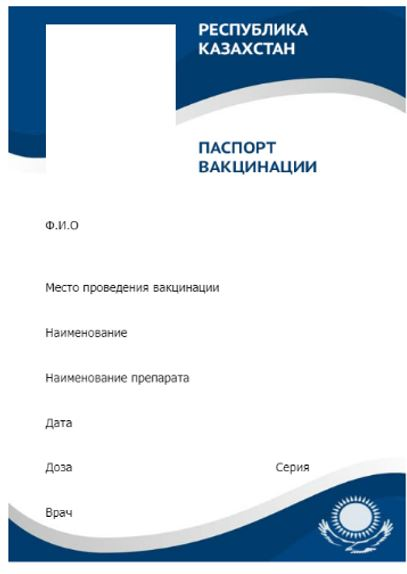 РЕСПУБЛИКА
КАЗАХСТАН
ПАСПОРТ
ВАКЦИНАЦИИ
Ф.И.О
Место проведения вакцинации
Наименование
Наименование препарата
Дата
Доза Серия
Врач